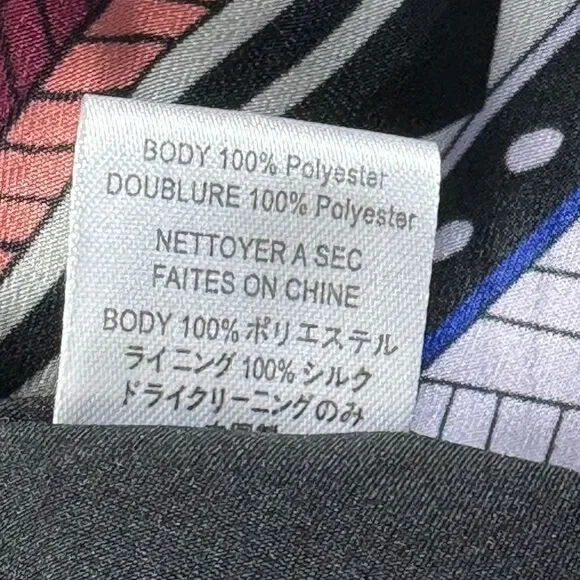 BODY 100% Polyester
DOUBLURE 100% Polyester
NETTOYER A SEC
FAITES ON CHINE
BODY 100% ポリエステル
ライニング 100% シルク
ドライクリーニングのみ